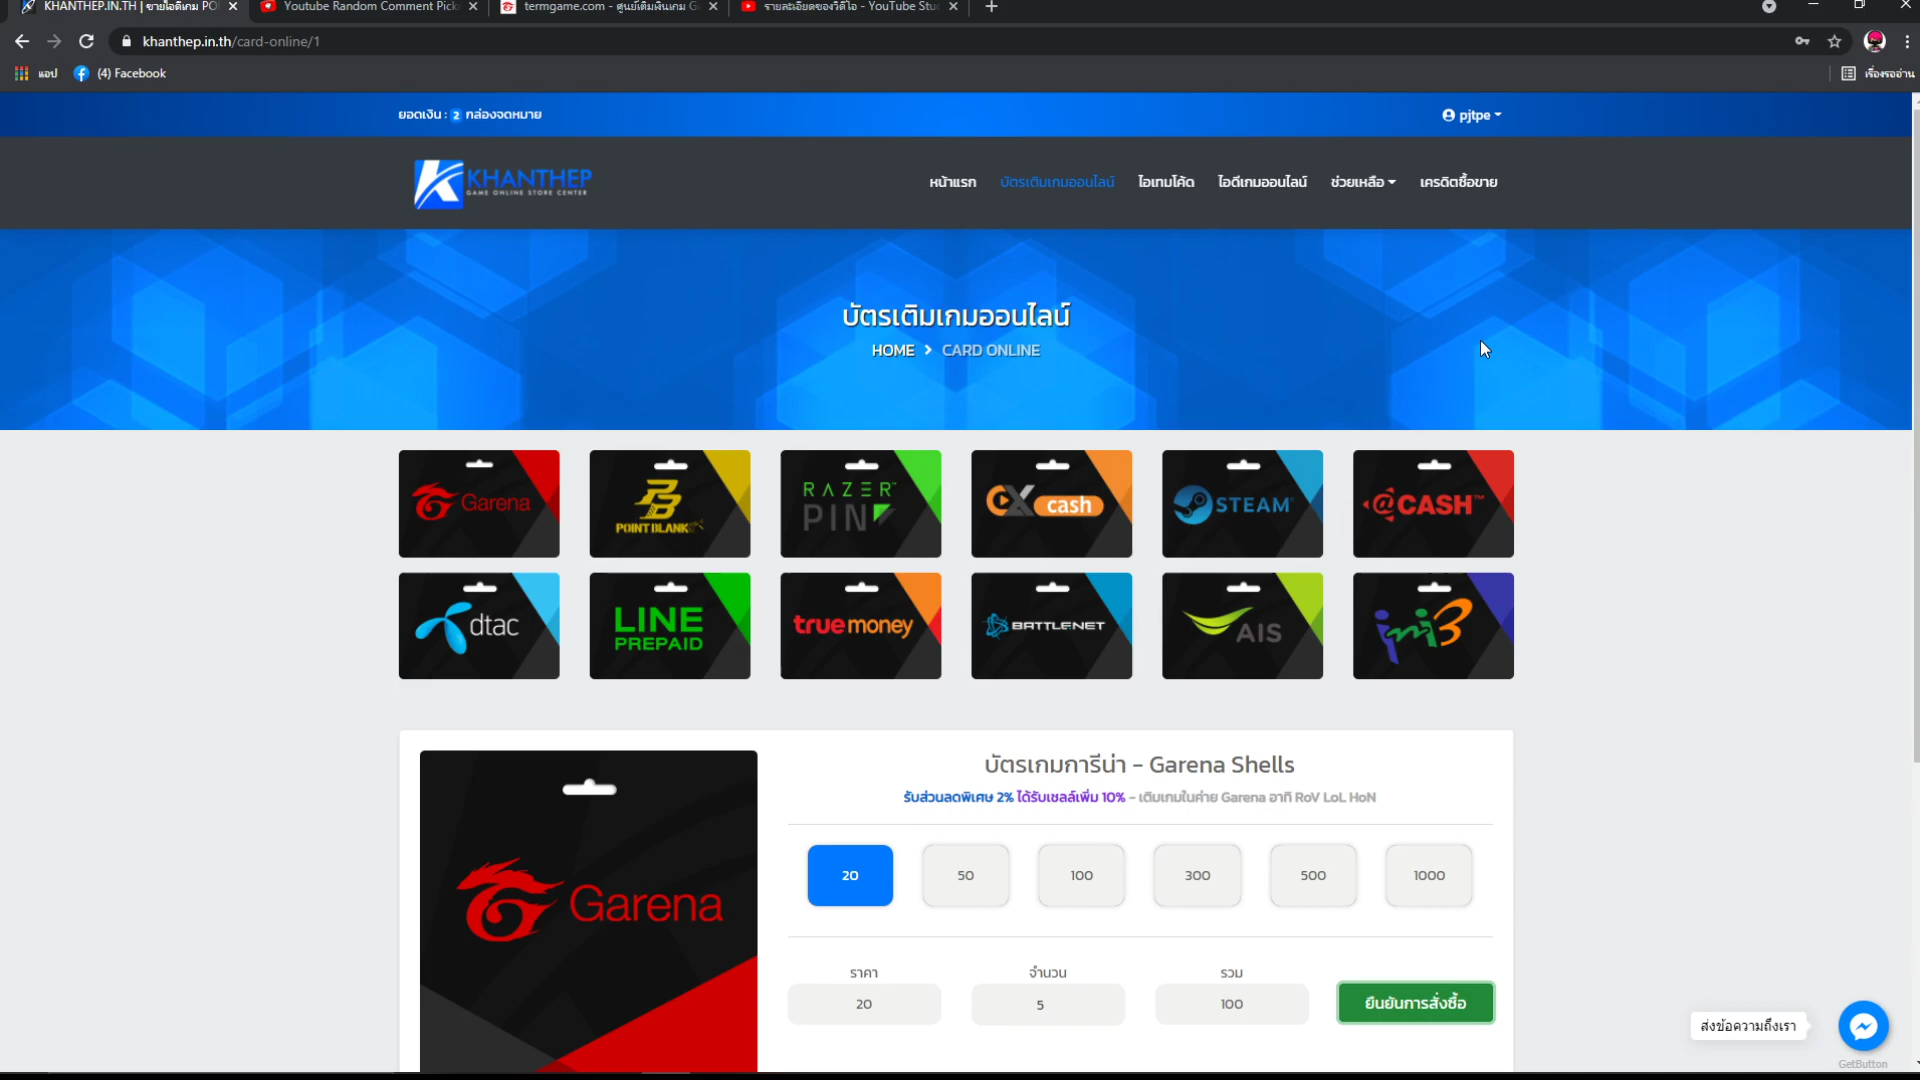 KHANTHEP.IN.TH | ขายไอดีเกม PO
Youtube Random Comment Pick
termgame.com - ศูนย์เติมเงินเกม G
รายละเอียดของวิดีโอ - YouTube Stu
khanthep.in.th/card-online/1
แอป
(4) Facebook
เรื่องรออ่าน
ยอดเงิน : 2 กล่องจดหมาย
pjtpe
KHANTHEP
GAME ONLINE STORE CENTER
หน้าแรก
บัตรเติมเกมออนไลน์
ไอเทมโค้ด
ไอดีเกมออนไลน์
ช่วยเหลือ
เครดิตซื้อขาย
บัตรเติมเกมออนไลน์
HOME > CARD ONLINE
Garena
POINT BLANK
RAZER PIN
EX cash
STEAM
@CASH
dtac
LINE PREPAID
truemoney
BATTLENET
AIS
ini3
บัตรเกมการีน่า - Garena Shells
รับส่วนลดพิเศษ 2% ได้รับเชลล์เพิ่ม 10% - เติมเกมในค่าย Garena อาทิ RoV LoL HoN
20
50
100
300
500
1000
Garena
ราคา
จำนวน
รวม
20
5
100
ยืนยันการสั่งซื้อ
ส่งข้อความถึงเรา
GetButton